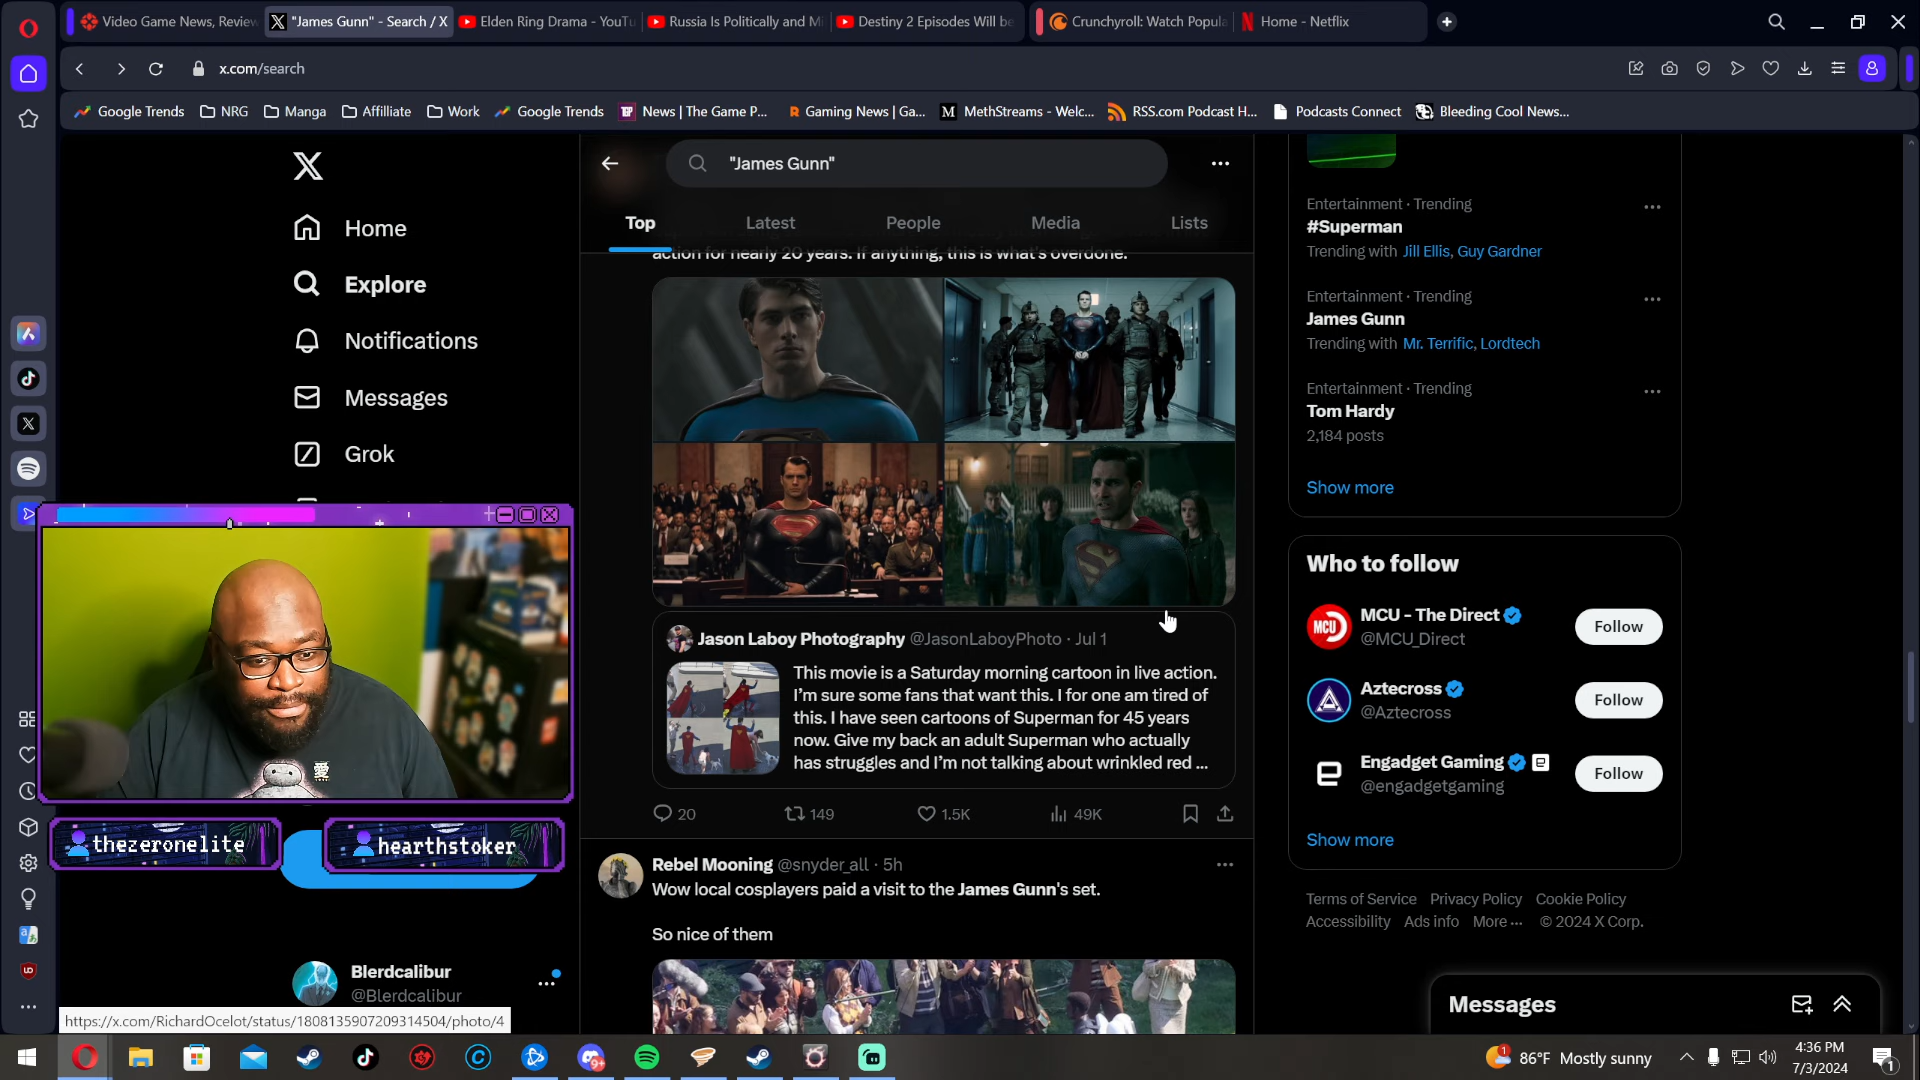 Video Game News, Review
"James Gunn" - Search / X
Elden Ring Drama - YouTu
Russia Is Politically and M
Destiny 2 Episodes Will be
Crunchyroll: Watch Popula
Home - Netflix
x.com/search
Google Trends
NRG
Manga
Affilliate
Work
Google Trends
News | The Game P...
Gaming News | Ga...
MethStreams - Welc...
RSS.com Podcast H...
Podcasts Connect
Bleeding Cool News...
Home
Explore
Notifications
Messages
Grok
"James Gunn"
Top
Latest
People
Media
Lists
action for nearly 20 years. If anything, this is what's overdone.
Jason Laboy Photography @JasonLaboyPhoto · Jul 1
This movie is a Saturday morning cartoon in live action.
I'm sure some fans that want this. I for one am tired of
this. I have seen cartoons of Superman for 45 years
now. Give my back an adult Superman who actually
has struggles and I'm not talking about wrinkled red ...
20
149
1.5K
49K
Rebel Mooning @snyder_all · 5h
Wow local cosplayers paid a visit to the James Gunn's set.
So nice of them
Entertainment · Trending
#Superman
Trending with Jill Ellis, Guy Gardner
Entertainment · Trending
James Gunn
Trending with Mr. Terrific, Lordtech
Entertainment · Trending
Tom Hardy
2,184 posts
Show more
Who to follow
MCU - The Direct
@MCU_Direct
Follow
Aztecross
@Aztecross
Follow
Engadget Gaming
@engadgetgaming
Follow
Show more
Terms of Service Privacy Policy Cookie Policy
Accessibility Ads info More ··· © 2024 X Corp.
Messages
愛
thezeronelite
hearthstoker
Blerdcalibur
@Blerdcalibur
https://x.com/RichardOcelot/status/1808135907209314504/photo/4
86°F Mostly sunny
4:36 PM
7/3/2024